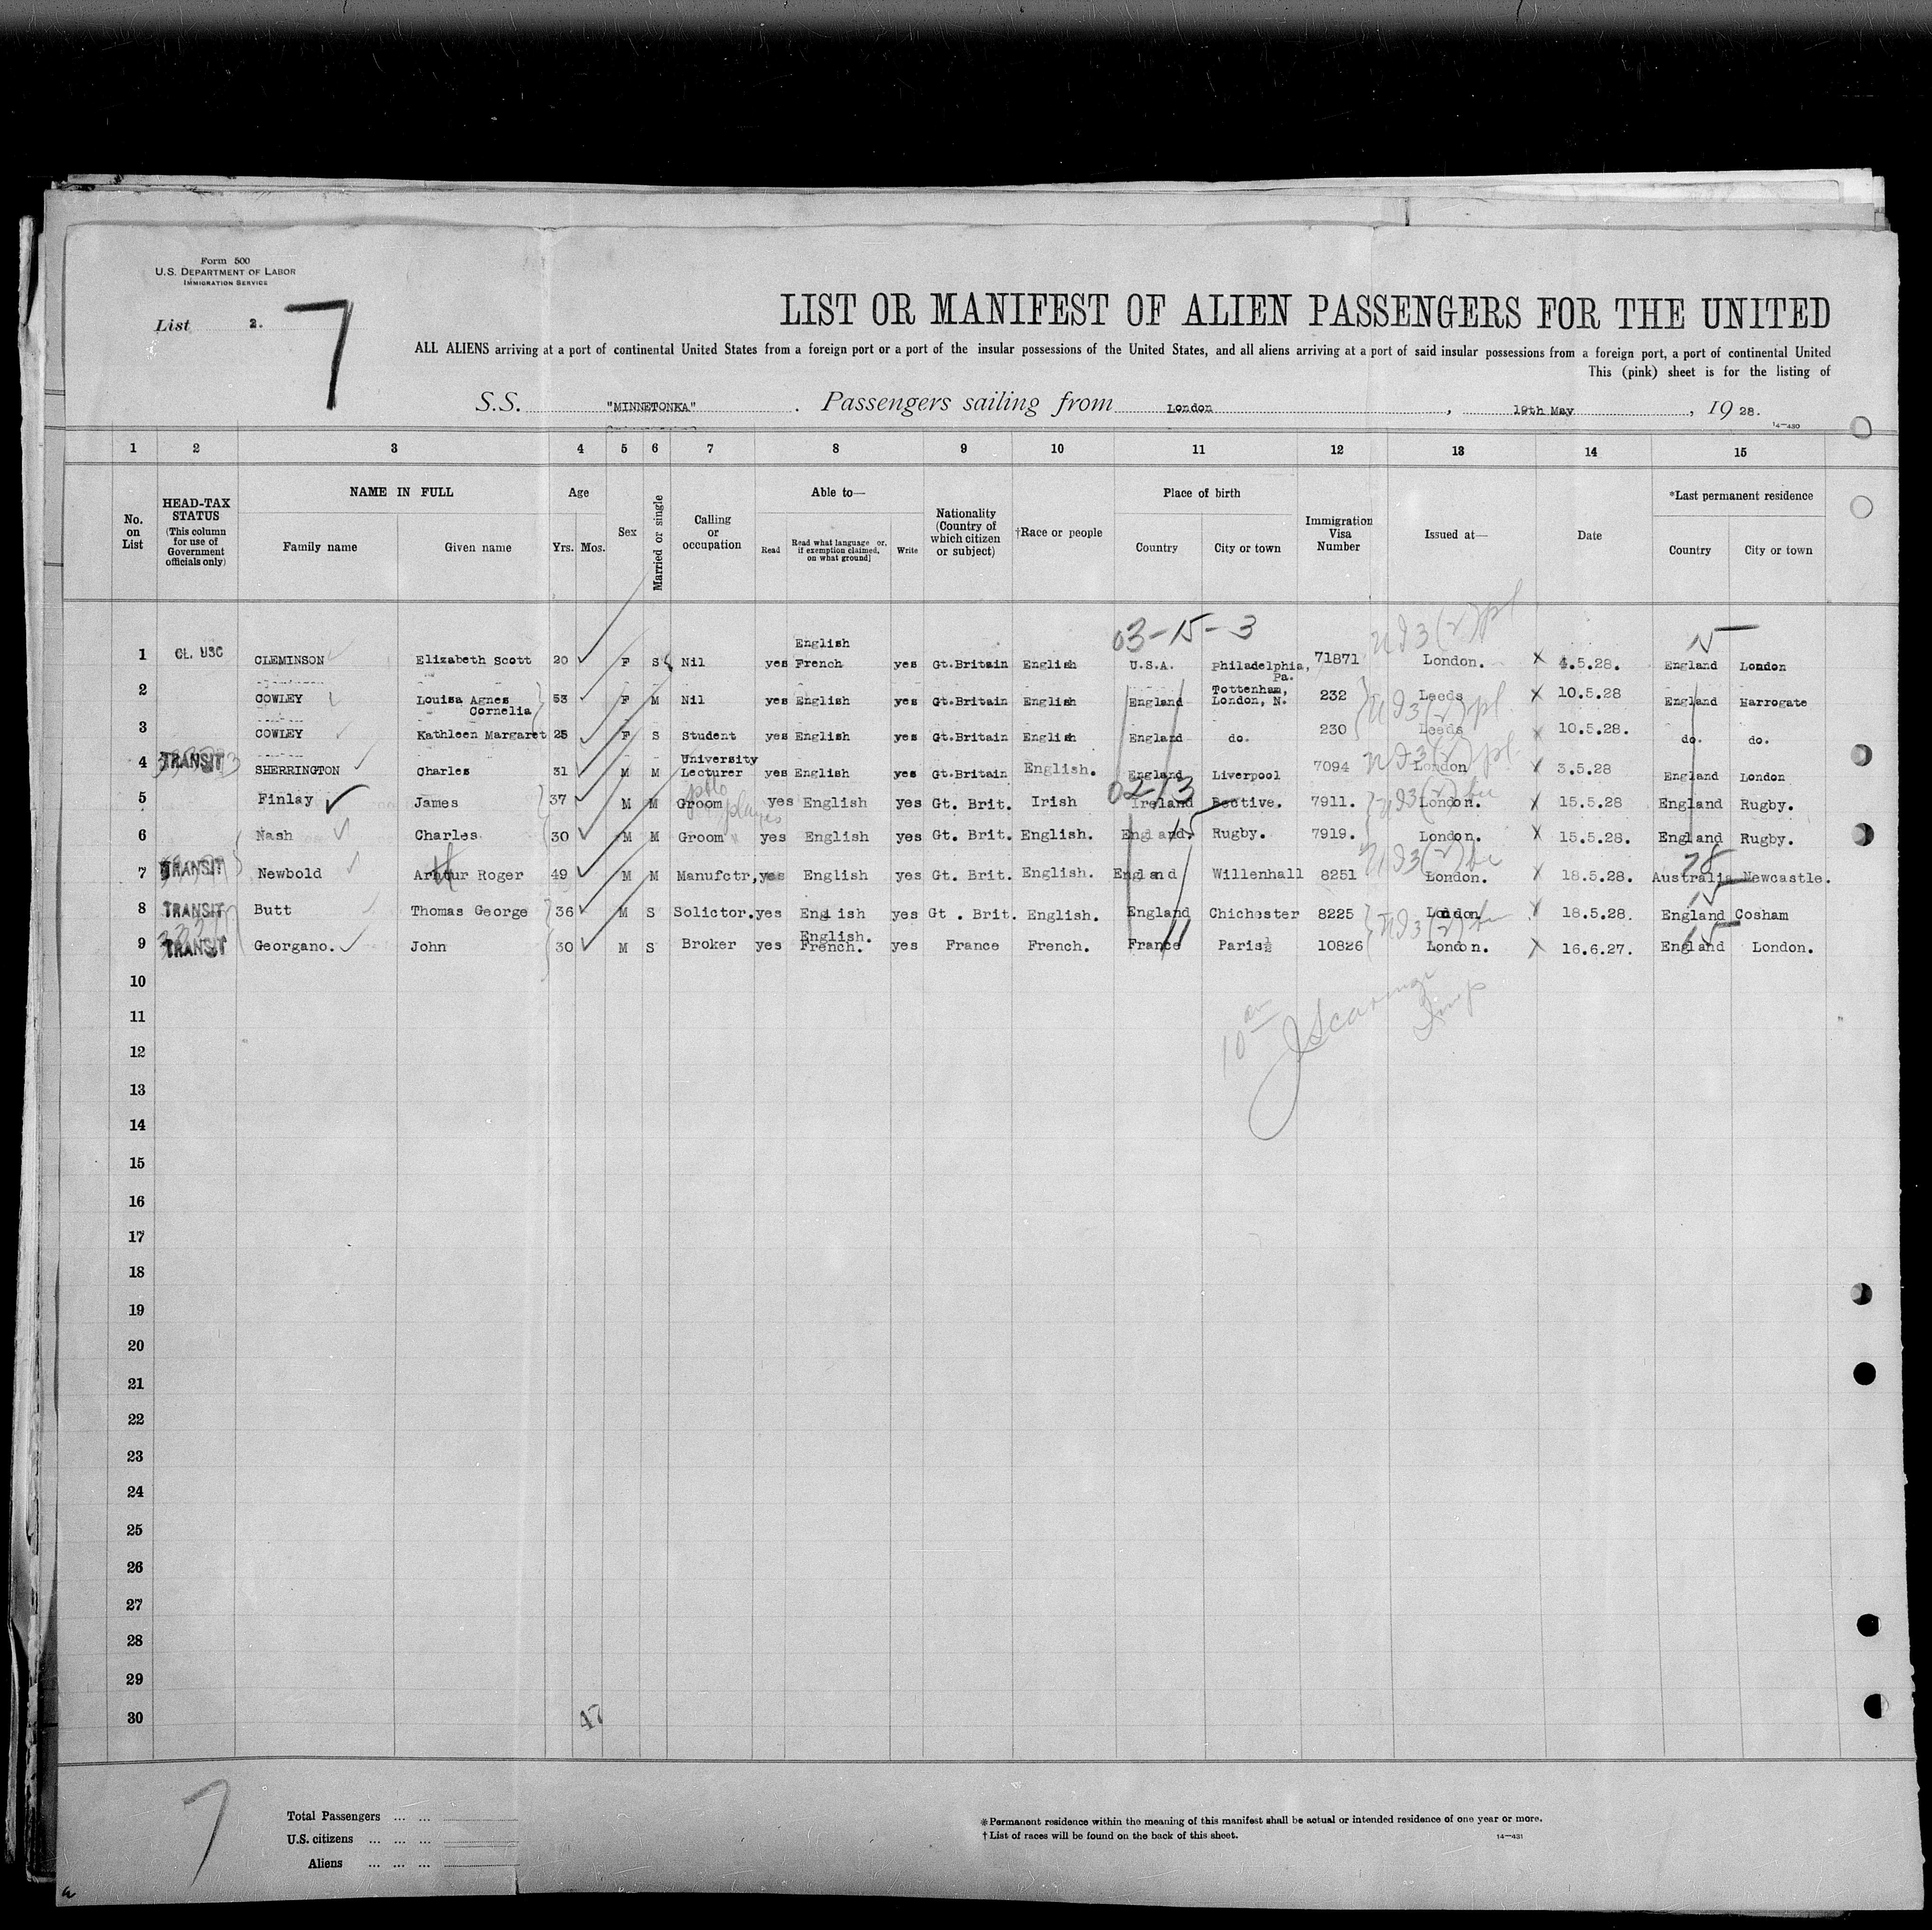 Form 500
U.S. DEPARTMENT OF LABOR
IMMIGRATION SERVICE
List 2.
7
LIST OR MANIFEST OF ALIEN PASSENGERS FOR THE UNITED
ALL ALIENS arriving at a port of continental United States from a foreign port or a port of the insular possessions of the United States, and all aliens arriving at a port of said insular possessions from a foreign port, a port of continental United
This (pink) sheet is for the listing of
S.S. "MINNETONKA" . Passengers sailing from London , 19th May , 19 28.
14—430
1 2 3 4 5 6 7 8 9 10 11 12 13 14 15
No. on List
HEAD-TAX STATUS (This column for use of Government officials only)
NAME IN FULL
Family name Given name
Age
Yrs. Mos.
Sex
Married or single
Calling or occupation
Able to—
Read Read what language [or, if exemption claimed, on what ground] Write
Nationality (Country of which citizen or subject)
†Race or people
Place of birth
Country City or town
Immigration Visa Number
Issued at—
Date
*Last permanent residence
Country City or town
03-15-3
1 CL. USC CLEMINSON Elizabeth Scott 20 F S Nil yes English French yes Gt.Britain English U.S.A. Philadelphia, Pa. 71871 London. 4.5.28. England London
2 COWLEY Louisa Agnes Cornelia 53 F M Nil yes English yes Gt.Britain English England Tottenham, London, N. 232 Leeds 10.5.28 England Harrogate
3 COWLEY Kathleen Margaret 25 F S Student yes English yes Gt.Britain English England do. 230 Leeds 10.5.28. do. do.
4 TRANSIT SHERRINGTON Charles 31 M M University Lecturer yes English yes Gt.Britain English. England Liverpool 7094 London 3.5.28 England London
5 Finlay James 37 M M Groom polo player yes English yes Gt. Brit. Irish Ireland Bective. 7911. London. 15.5.28 England Rugby.
6 Nash Charles 30 M M Groom yes English yes Gt. Brit. English. England Rugby. 7919. London. 15.5.28. England Rugby.
7 TRANSIT Newbold Arthur Roger 49 M M Manufctr, yes English yes Gt. Brit. English. England Willenhall 8251 London. 18.5.28. Australia Newcastle.
8 TRANSIT Butt Thomas George 36 M S Solictor. yes English yes Gt . Brit. English. England Chichester 8225 London 18.5.28. England Cosham
9 TRANSIT Georgano. John 30 M S Broker yes English. French. yes France French. France Paris 10826 London. 16.6.27. England London.
10
11
12
13
14
15
16
17
18
19
20
21
22
23
24
25
26
27
28
29
30
47
7
Total Passengers ... ...
U.S. citizens ... ... ...
Aliens ... ... ...
*Permanent residence within the meaning of this manifest shall be actual or intended residence of one year or more.
†List of races will be found on the back of this sheet.
14—431